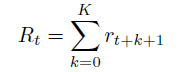 $R_t = \sum_{k=0}^{K} r_{t+k+1}$